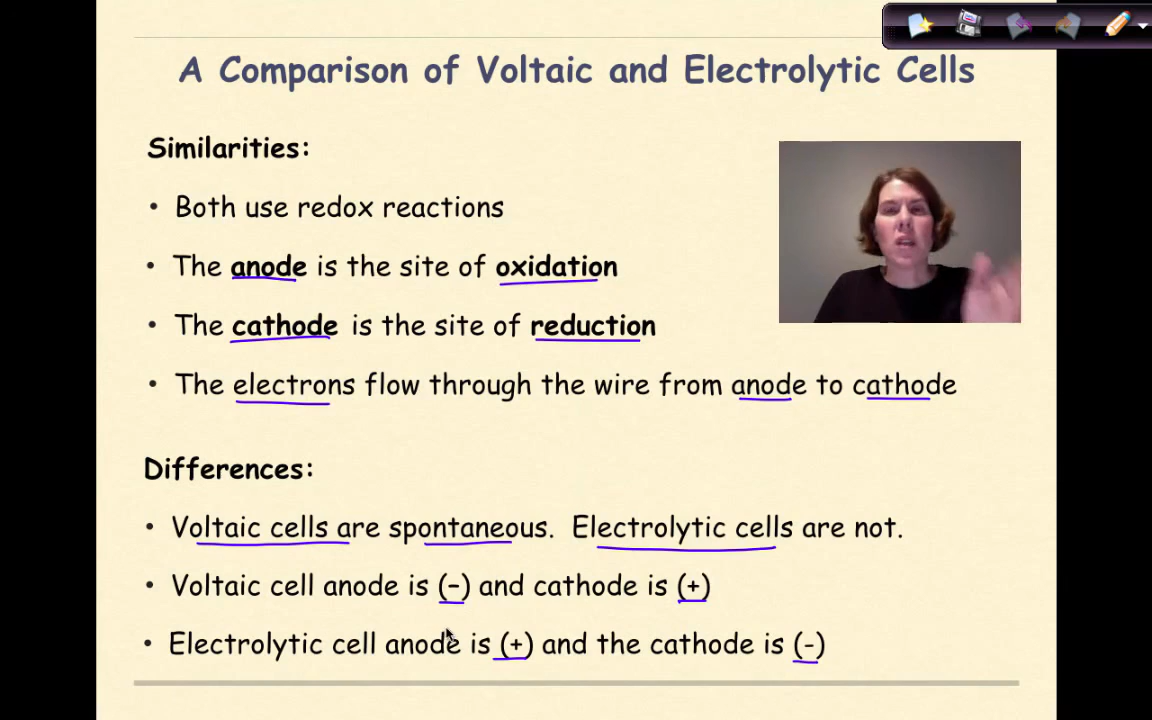 A Comparison of Voltaic and Electrolytic Cells
Similarities:
• Both use redox reactions
• The anode is the site of oxidation
• The cathode is the site of reduction
• The electrons flow through the wire from anode to cathode
Differences:
• Voltaic cells are spontaneous. Electrolytic cells are not.
• Voltaic cell anode is (–) and cathode is (+)
• Electrolytic cell anode is (+) and the cathode is (-)